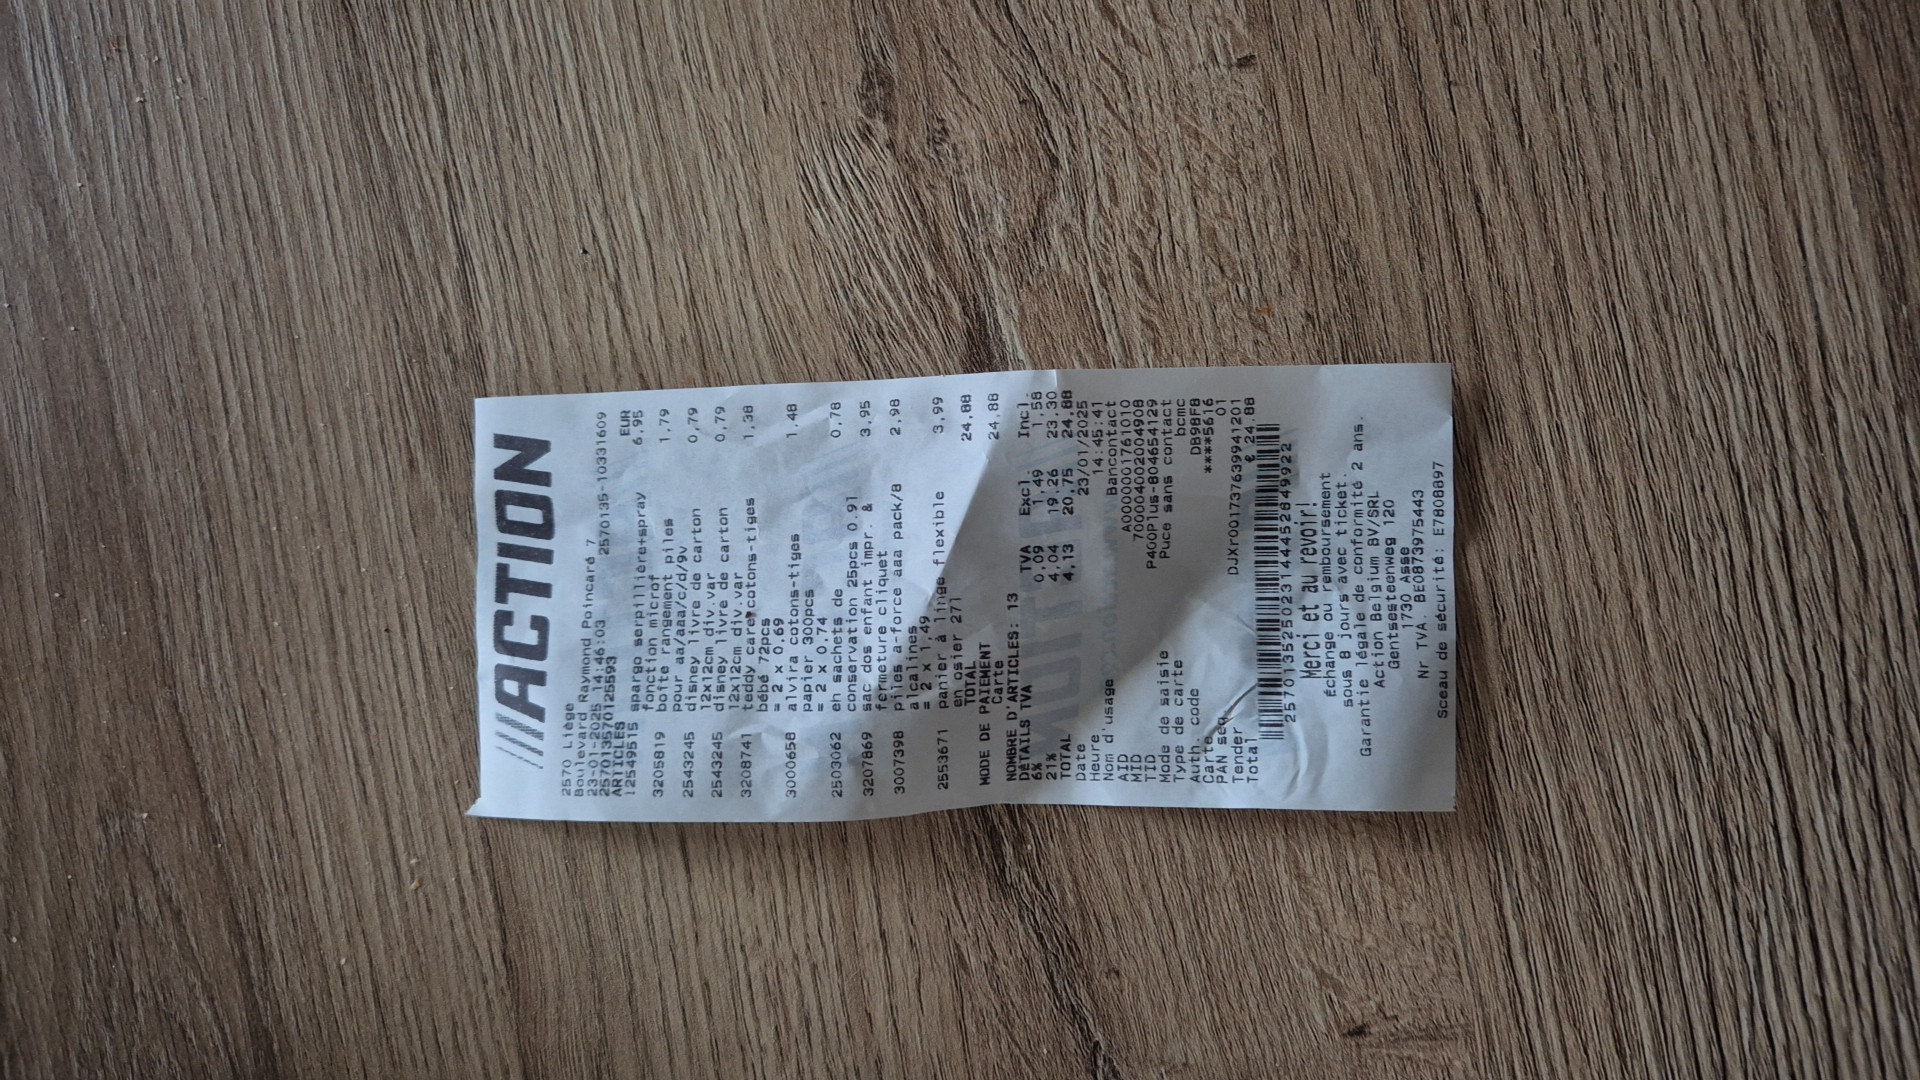 ACTION
2570 Liège
Boulevard Raymond Poincaré 7
23-01-2025 14:46:03 2570135-10331609
257013570125593
ARTICLES EUR
12549515 spargo serpillière+spray 6,95
fonction microf
3205819 boite rangement piles 1,79
pour aa/aaa/c/d/9v
2543245 disney livre de carton 0,79
12x12cm div.var
2543245 disney livre de carton 0,79
12x12cm div.var
3208741 teddy care cotons-tiges 1,38
bébé 72pcs
= 2 x 0.69
3000658 alvira cotons-tiges 1,48
papier 300pcs
= 2 x 0.74
2503062 en sachets de 0,78
conservation 25pcs 0.9l
3207869 sac dos enfant impr. & 3,95
fermeture cliquet
3007398 piles a-force aaa pack/8 2,98
alcalines
= 2 x 1.49
2553671 panier à linge flexible 3,99
en osier 27l
TOTAL 24,88
MODE DE PAIEMENT
Carte 24,88
NOMBRE D'ARTICLES: 13
DÉTAILS TVA TVA Excl. Incl.
6% 0,09 1,49 1,58
21% 4,04 19,26 23,30
TOTAL 4,13 20,75 24,88
Date 23/01/2025
Heure 14:45:41
Nom d'usage Bancontact
AID A0000001761010
MID 700004002004908
TID P400Plus-804654129
Mode de saisie Puce sans contact
Type de carte bcmc
Auth. code DB98F8
Carte ****5616
PAN seq. 01
Tender DJXr001737639941201
Total € 24,88
257013525023144452849922
Merci et au revoir!
Échange ou remboursement
sous 8 jours avec ticket.
Garantie légale de conformité 2 ans.
Action Belgium BV/SRL
Gentsesteenweg 120
1730 Asse
Nr TVA. BE0873975443
Sceau de sécurité: E7808897